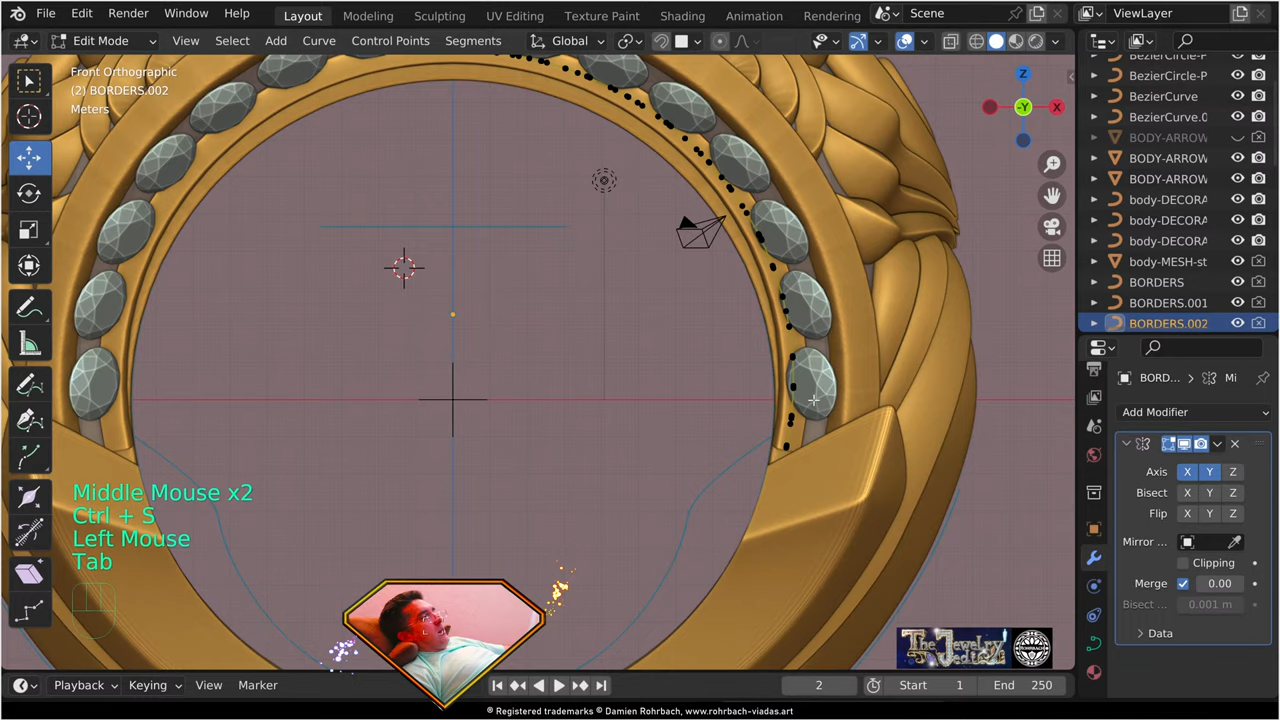 File Edit Render Window Help Layout Modeling Sculpting UV Editing Texture Paint Shading Animation Rendering Scene ViewLayer
Edit Mode View Select Add Curve Control Points Segments Global
Front Orthographic
(2) BORDERS.002
Meters
Z
-Y
X
BezierCircle-P
BezierCurve
BezierCurve.0
BODY-ARROW
BODY-ARROW
BODY-ARROW
body-DECORA
body-DECORA
body-DECORA
body-MESH-st
BORDERS
BORDERS.001
BORDERS.002
BORD... > Mi
Add Modifier
Axis X Y Z
Bisect X Y Z
Flip X Y Z
Mirror ...
Clipping
Merge 0.00
Bisect ... 0.001 m
Data
Middle Mouse x2
Ctrl + S
Left Mouse
Tab
The Jewelry Jedi
ROHRBACH
Playback Keying View Marker 2 Start 1 End 250
® Registered trademarks © Damien Rohrbach, www.rohrbach-viadas.art